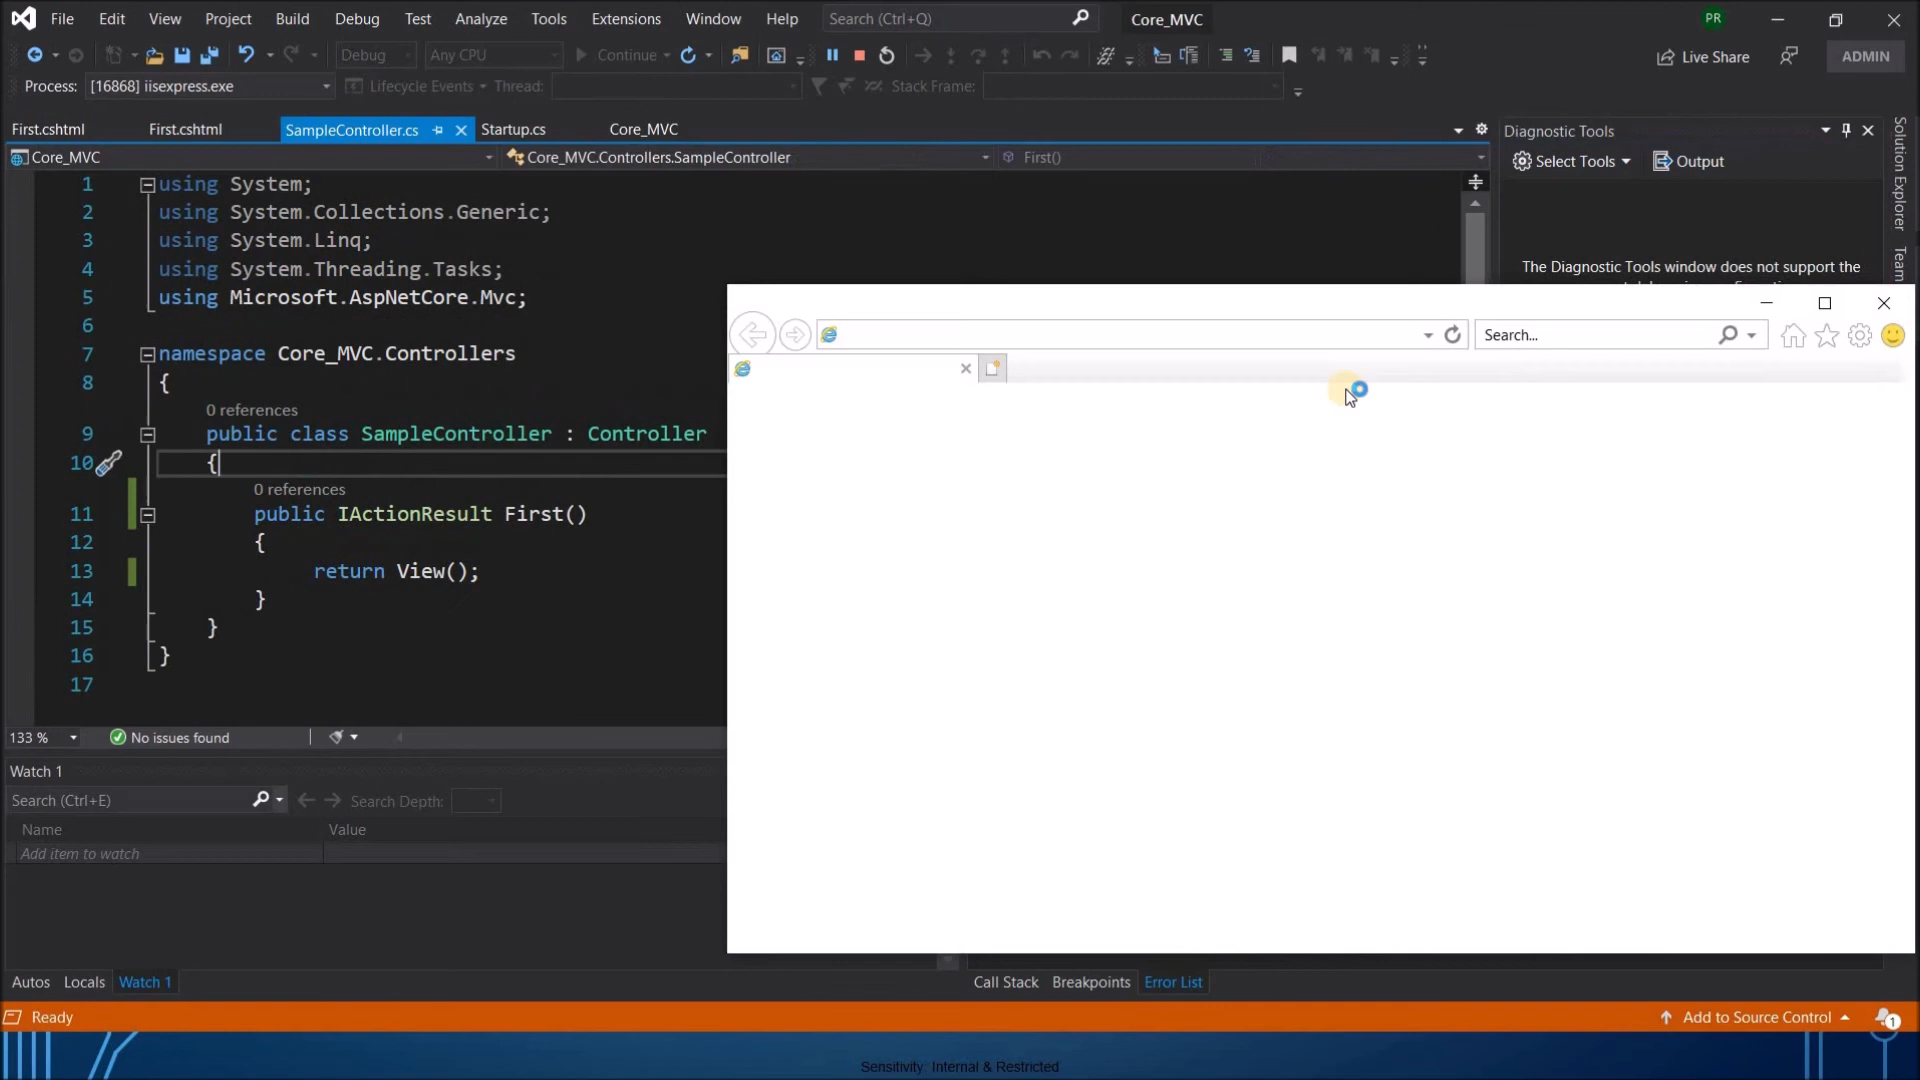 File Edit View Project Build Debug Test Analyze Tools Extensions Window Help Search (Ctrl+Q) Core_MVC PR
Debug Any CPU Continue Live Share ADMIN
Process: [16868] iisexpress.exe Lifecycle Events Thread: Stack Frame:
First.cshtml First.cshtml SampleController.cs Startup.cs Core_MVC
Diagnostic Tools
Core_MVC Core_MVC.Controllers.SampleController First()
Select Tools Output
Solution Explorer
Team
The Diagnostic Tools window does not support the
1 using System;
2 using System.Collections.Generic;
3 using System.Linq;
4 using System.Threading.Tasks;
5 using Microsoft.AspNetCore.Mvc;
6
7 namespace Core_MVC.Controllers
8 {
0 references
9 public class SampleController : Controller
10 {
0 references
11 public IActionResult First()
12 {
13 return View();
14 }
15 }
16 }
17
Search...
133 % No issues found
Watch 1
Search (Ctrl+E) Search Depth:
Name Value
Add item to watch
Autos Locals Watch 1
Call Stack Breakpoints Error List
Ready Add to Source Control 1
Sensitivity: Internal & Restricted